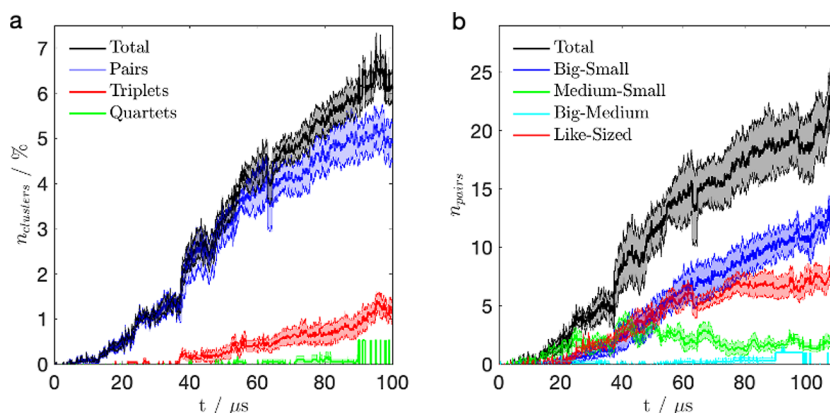 a
b
Total
Pairs
Triplets
Quartets
Total
Big-Small
Medium-Small
Big-Medium
Like-Sized
n_clusters / %
7
6
5
4
3
2
1
0
0 20 40 60 80 100
t / μs
n_pairs
25
20
15
10
5
0
0 20 40 60 80 100
t / μs